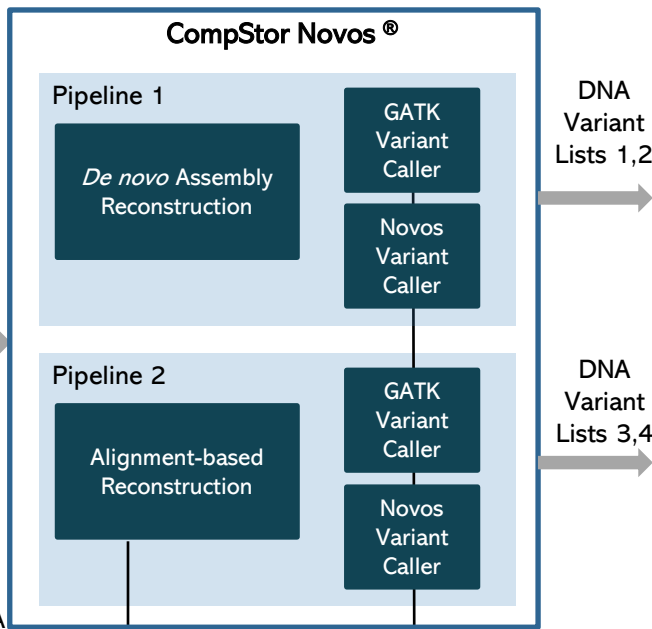 CompStor Novos ®
Pipeline 1
De novo Assembly
Reconstruction
GATK
Variant
Caller
Novos
Variant
Caller
DNA
Variant
Lists 1,2
Pipeline 2
Alignment-based
Reconstruction
GATK
Variant
Caller
Novos
Variant
Caller
DNA
Variant
Lists 3,4